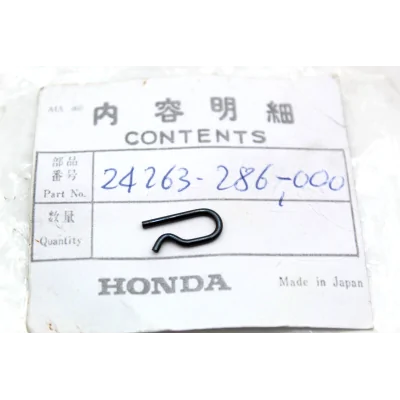 内容明細
CONTENTS
部品
番号
Part No.
24263-286-000
数量
Quantity
HONDA
Made in Japan